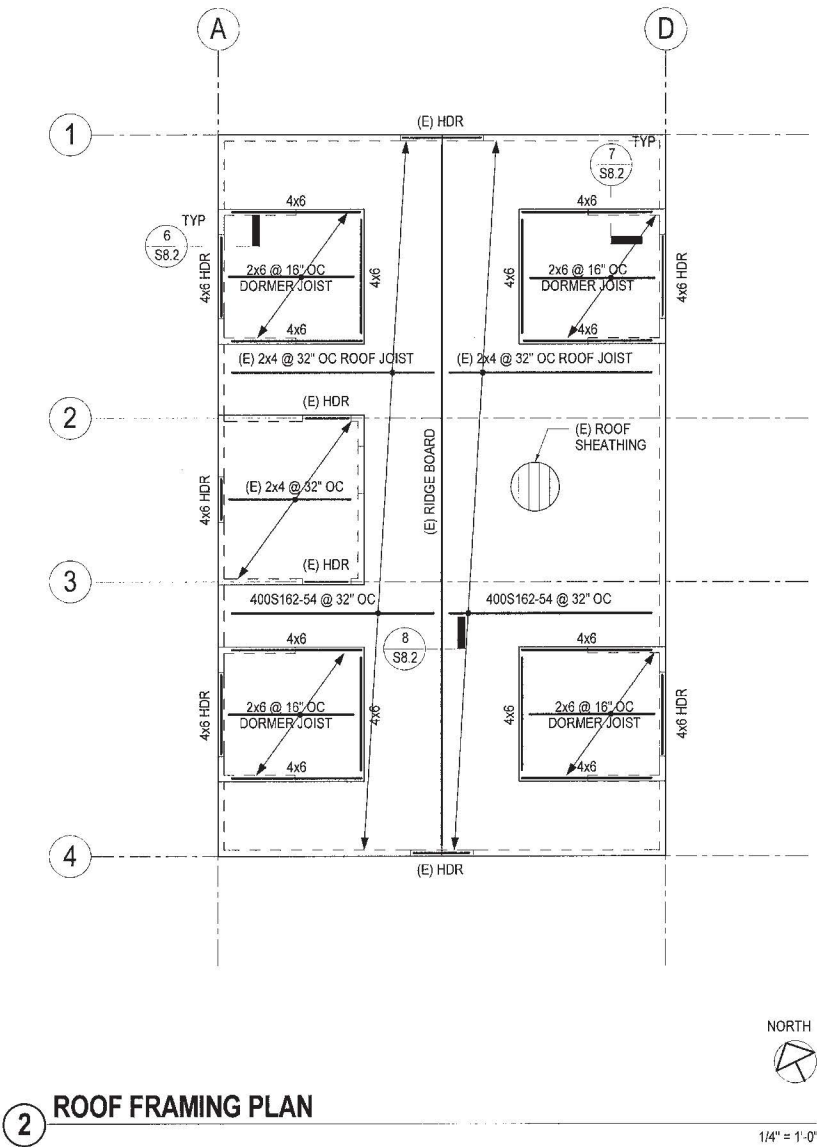 A
D
(E) HDR
1
TYP
7
S8.2
4x6
4x6
TYP
6
S8.2
4x6 HDR
2x6 @ 16" OC
DORMER JOIST
4x6
4x6
2x6 @ 16" OC
DORMER JOIST
4x6 HDR
4x6
4x6
(E) 2x4 @ 32" OC ROOF JOIST
(E) 2x4 @ 32" OC ROOF JOIST
(E) HDR
2
(E) ROOF
SHEATHING
(E) RIDGE BOARD
4x6 HDR
(E) 2x4 @ 32" OC
(E) HDR
3
400S162-54 @ 32" OC
400S162-54 @ 32" OC
8
S8.2
4x6
4x6
4x6 HDR
2x6 @ 16" OC
DORMER JOIST
4x6
4x6
2x6 @ 16" OC
DORMER JOIST
4x6 HDR
4x6
4x6
4
(E) HDR
NORTH
2
ROOF FRAMING PLAN
1/4" = 1'-0"